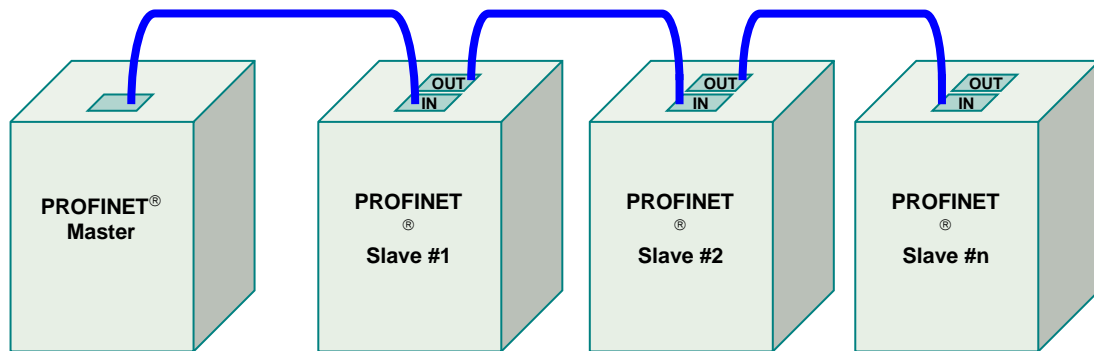 OUT
IN
OUT
IN
OUT
IN
PROFINET®
Master
PROFINET
®
Slave #1
PROFINET
®
Slave #2
PROFINET
®
Slave #n